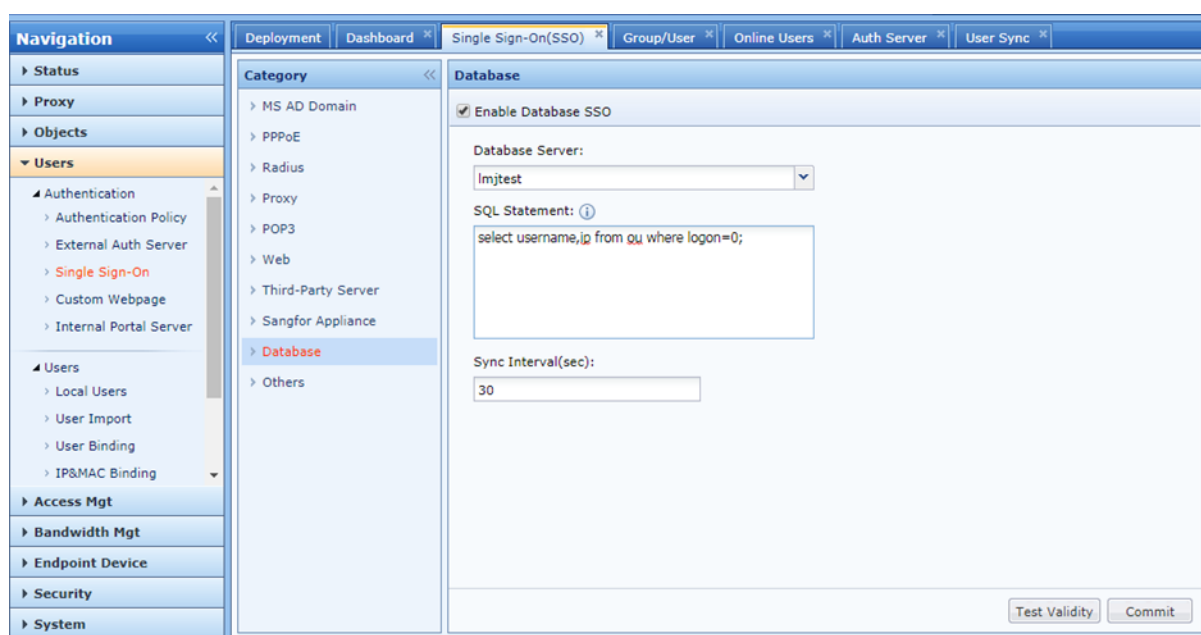 Navigation
Status
Proxy
Objects
Users
Authentication
Authentication Policy
External Auth Server
Single Sign-On
Custom Webpage
Internal Portal Server
Users
Local Users
User Import
User Binding
IP&MAC Binding
Access Mgt
Bandwidth Mgt
Endpoint Device
Security
System
Deployment Dashboard Single Sign-On(SSO) Group/User Online Users Auth Server User Sync
Category
MS AD Domain
PPPoE
Radius
Proxy
POP3
Web
Third-Party Server
Sangfor Appliance
Database
Others
Database
Enable Database SSO
Database Server:
lmjtest
SQL Statement:
select username,ip from ou where logon=0;
Sync Interval(sec):
30
Test Validity Commit